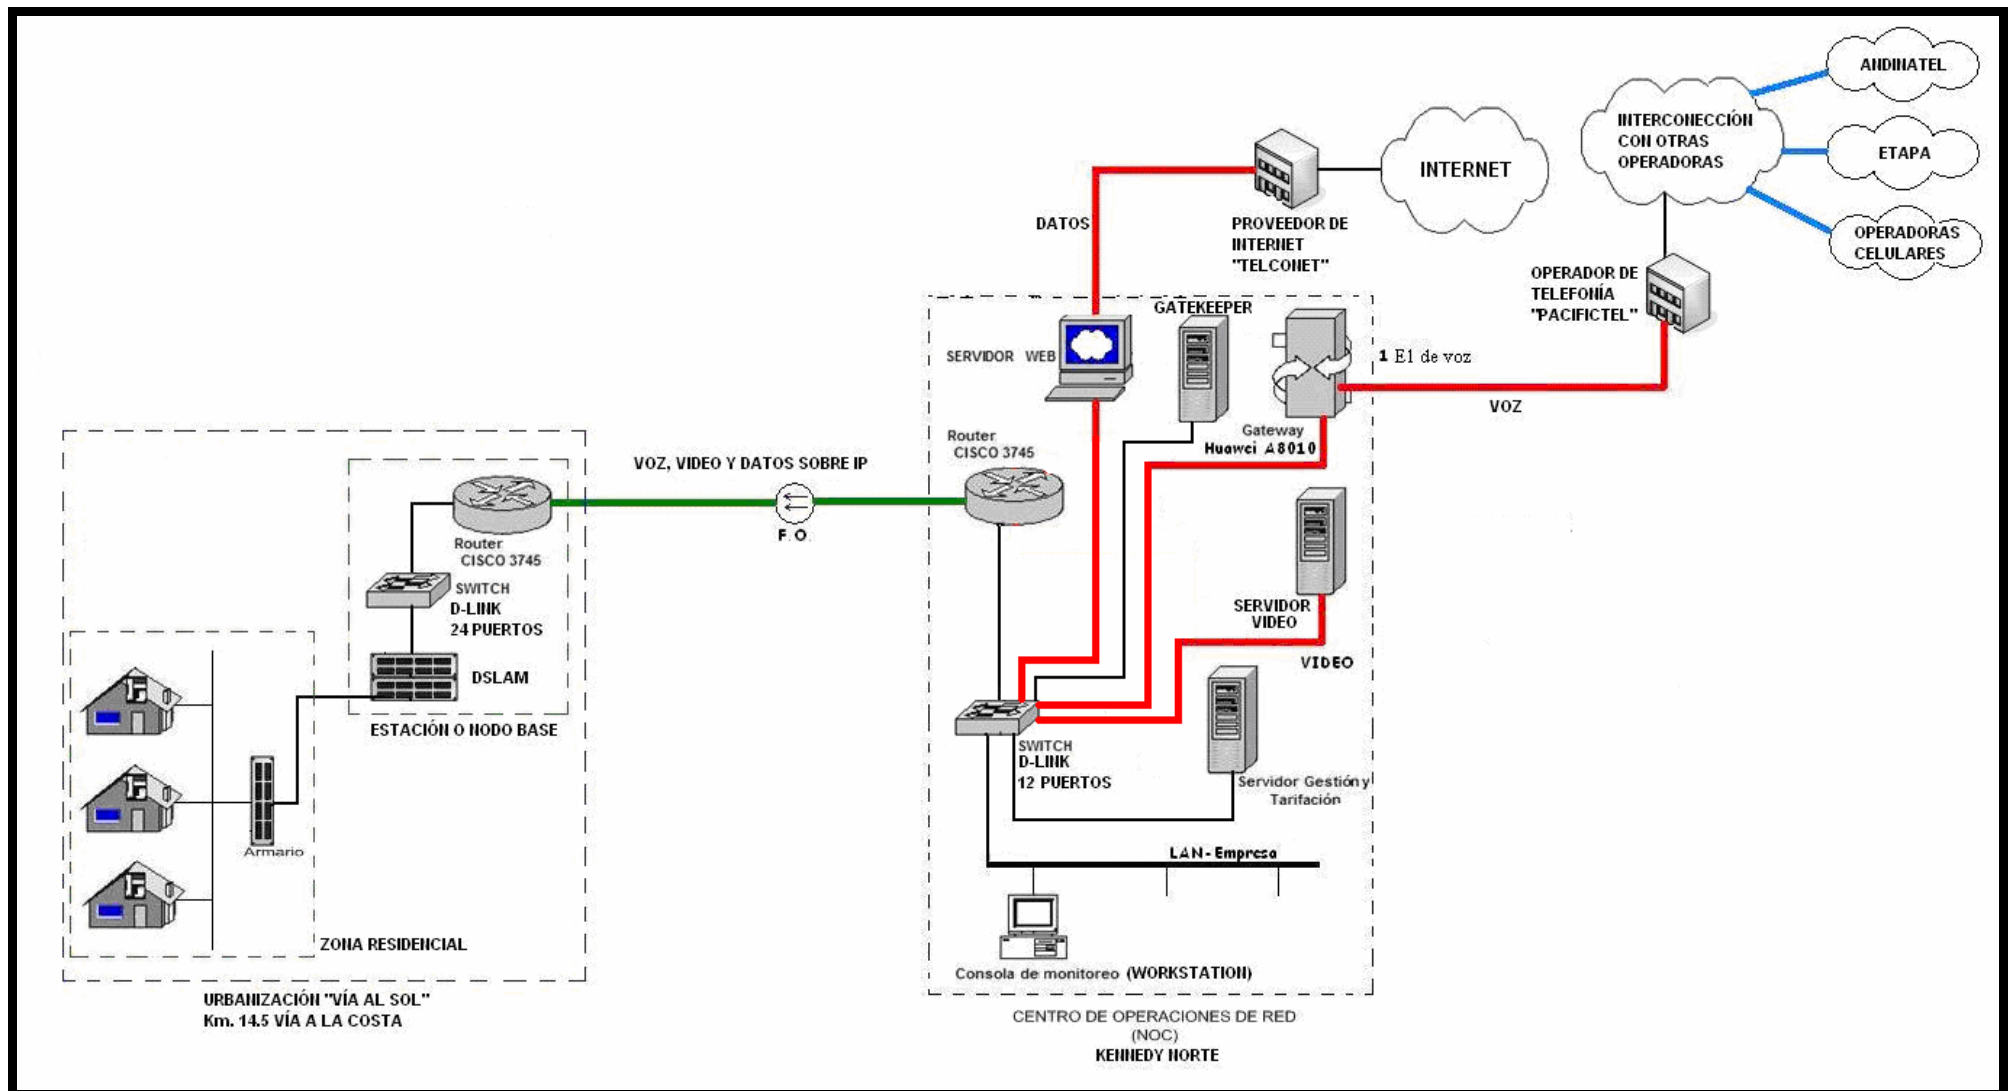 ANDINATEL
INTERCONECCÍON
CON OTRAS
OPERADORAS
ETAPA
OPERADORAS
CELULARES
INTERNET
DATOS
PROVEEDOR DE
INTERNET
"TELCONET"
OPERADOR DE
TELEFONÍA
"PACIFICTEL"
GATEKEEPER
SERVIDOR WEB
1 E1 de voz
VOZ
Gateway
Huawei A8010
Router
CISCO 3745
VOZ, VIDEO Y DATOS SOBRE IP
F. O.
Router
CISCO 3745
SWITCH
D-LINK
24 PUERTOS
DSLAM
ESTACIÓN O NODO BASE
Armario
ZONA RESIDENCIAL
URBANIZACIÓN "VÍA AL SOL"
Km. 14.5 VÍA A LA COSTA
SERVIDOR
VIDEO
VIDEO
SWITCH
D-LINK
12 PUERTOS
Servidor Gestión y
Tarifación
LAN - Empresa
Consola de monitoreo (WORKSTATION)
CENTRO DE OPERACIONES DE RED
(NOC)
KENNEDY NORTE